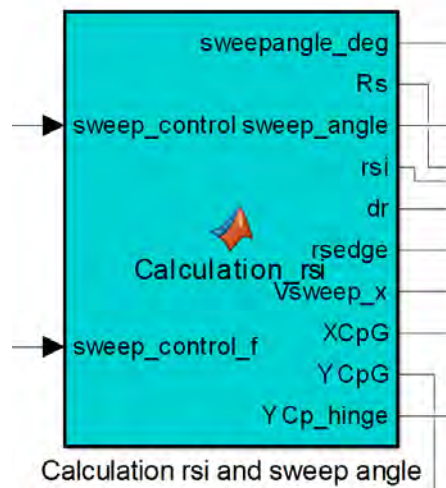 sweepangle_deg
Rs
sweep_control sweep_angle
rsi
dr
rsedge
Calculation_rsi
Vsweep_x
XCpG
sweep_control_f
YCpG
YCp_hinge
Calculation rsi and sweep angle